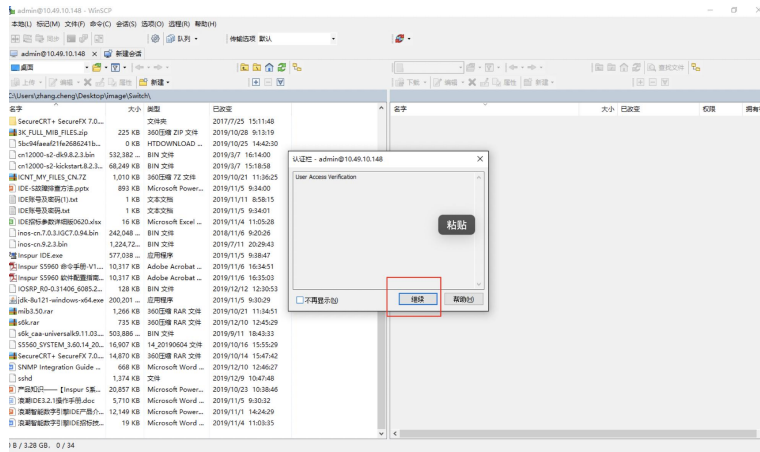 admin@10.49.10.148 - WinSCP
本地(L) 标记(M) 文件(F) 命令(C) 会话(S) 选项(O) 远程(R) 帮助(H)
同步 队列 传输选项 默认
admin@10.49.10.148 × 新建会话
桌面 查找文件
上传 编辑 属性 新建 下载 编辑 属性 新建
C:\Users\zhang.cheng\Desktop\image\Switch\
名字 大小 类型 已改变 名字 大小 已改变 权限 拥有
SecureCRT+ SecureFX 7.0.... 文件夹 2017/7/25 15:11:48
3K_FULL_MIB_FILES.zip 225 KB 360压缩 ZIP 文件 2019/10/28 9:13:19
5bc94faeaf21fe2686241b... 0 KB HTDOWNLOAD ... 2019/10/25 14:42:30
cn12000-s2-dk9.8.2.3.bin 532,382 ... BIN 文件 2019/3/7 16:14:00
cn12000-s2-kickstart.8.2.3... 68,249 KB BIN 文件 2019/3/7 15:18:58
ICNT_MY_FILES_CN.7Z 1,010 KB 360压缩 7Z 文件 2019/10/21 11:36:25
IDE-S故障排查方法.pptx 893 KB Microsoft Power... 2019/11/5 9:34:00
IDE账号及密码(1).txt 1 KB 文本文档 2019/11/11 8:58:15
IDE账号及密码.txt 1 KB 文本文档 2019/11/5 9:34:01
IDE招标参数详细版0620.xlsx 16 KB Microsoft Excel ... 2019/11/4 11:05:28
inos-cn.7.0.3.IGC7.0.94.bin 242,048 ... BIN 文件 2018/11/6 9:20:26
inos-cn.9.2.3.bin 1,224,72... BIN 文件 2019/7/11 20:29:43
Inspur IDE.exe 577,038 ... 应用程序 2019/11/5 9:38:47
Inspur S5960 命令手册-V1.... 10,317 KB Adobe Acrobat ... 2019/11/6 16:34:51
Inspur S5960 软件配置指南... 10,317 KB Adobe Acrobat ... 2019/11/6 16:35:03
IOSRP_R0-0.31406_6085.2... 128 KB BIN 文件 2019/12/12 12:30:53
jdk-8u121-windows-x64.exe 200,201 ... 应用程序 2019/11/5 9:30:29
mib3.50.rar 1,266 KB 360压缩 RAR 文件 2019/10/21 11:34:51
s6k.rar 735 KB 360压缩 RAR 文件 2019/12/10 12:45:29
s6k_caa-universalk9.11.03.... 503,886 ... BIN 文件 2019/9/11 18:43:33
S5560_SYSTEM_3.60.14_20... 16,907 KB 14_20190604 文件 2019/10/16 15:55:29
SecureCRT+ SecureFX 7.0.... 14,870 KB 360压缩 RAR 文件 2019/10/14 15:47:42
SNMP Integration Guide ... 668 KB Microsoft Word ... 2019/12/10 12:46:27
sshd 1,374 KB 文件 2019/12/9 10:47:48
产品知识——【Inspur S系... 20,857 KB Microsoft Power... 2019/10/23 10:38:46
浪潮IDE3.2.1操作手册.doc 5,710 KB Microsoft Word ... 2019/11/5 9:30:32
浪潮智能数字引擎IDE产品介... 12,149 KB Microsoft Power... 2019/11/1 14:24:29
浪潮智能数字引擎IDE招标技... 19 KB Microsoft Word ... 2019/11/4 11:03:35
认证栏 - admin@10.49.10.148
User Access Verification
粘贴
不再显示(N) 继续 帮助(H)
0 B / 3.28 GB, 0 / 34